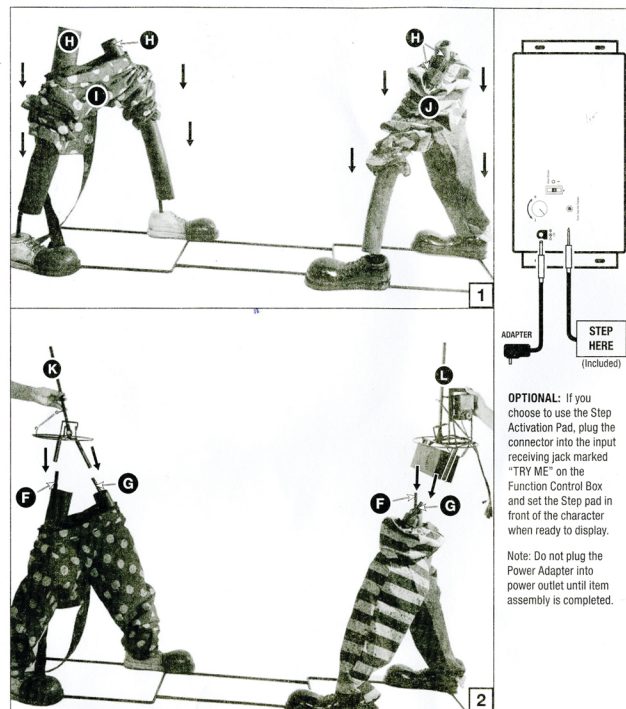 H
H
I
H
J
1
K
L
F
G
F
G
2
ADAPTER
STEP
HERE
(Included)
OPTIONAL: If you
choose to use the Step
Activation Pad, plug the
connector into the input
receiving jack marked
“TRY ME” on the
Function Control Box
and set the Step pad in
front of the character
when ready to display.
Note: Do not plug the
Power Adapter into
power outlet until item
assembly is completed.